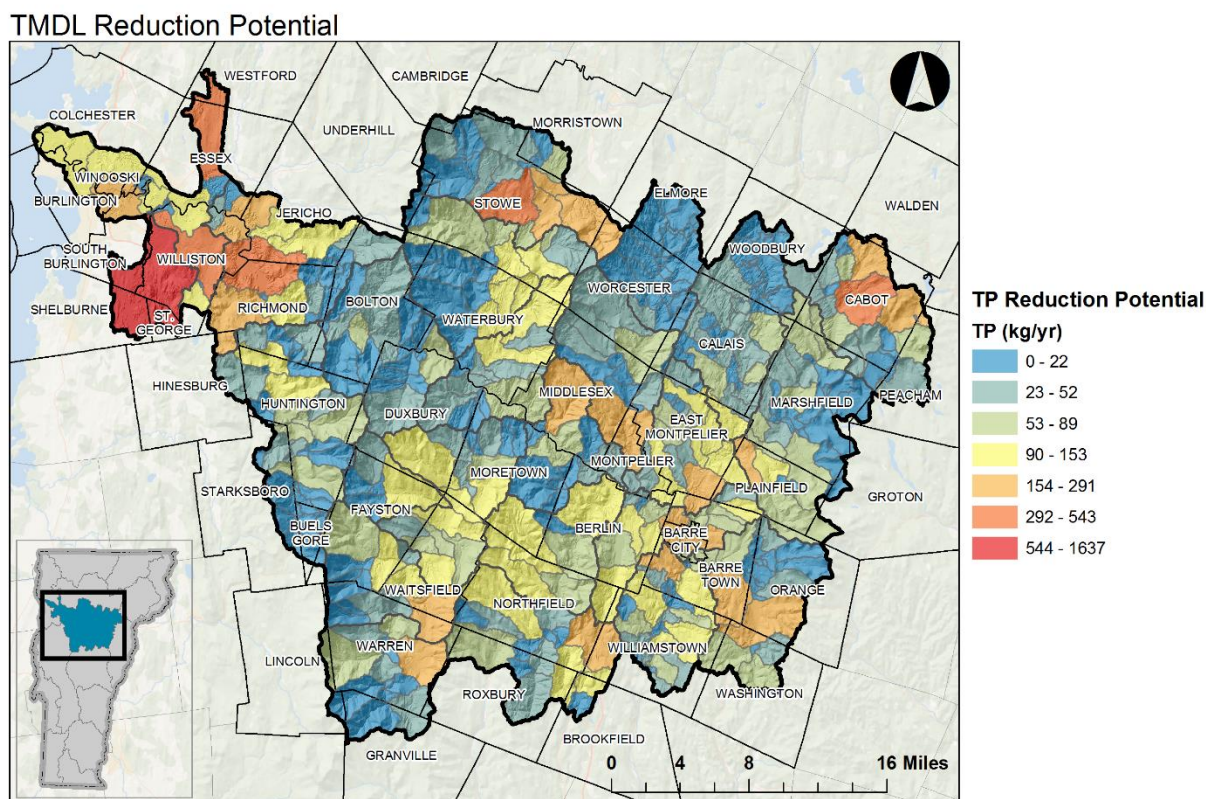 TMDL Reduction Potential
WESTFORD
CAMBRIDGE
COLCHESTER
UNDERHILL
MORRISTOWN
ESSEX
WINOOSKI
BURLINGTON
JERICHO
STOWE
ELMORE
WALDEN
SOUTH
BURLINGTON
WILLISTON
WOODBURY
SHELBURNE
ST.
GEORGE
RICHMOND
BOLTON
WATERBURY
WORCESTER
CABOT
CALAIS
HINESBURG
HUNTINGTON
DUXBURY
MIDDLESEX
EAST
MONTPELIER
MARSHFIELD
PEACHAM
STARKSBORO
MORETOWN
MONTPELIER
PLAINFIELD
GROTON
BUELS
GORE
FAYSTON
BERLIN
BARRE
CITY
BARRE
TOWN
ORANGE
WAITSFIELD
NORTHFIELD
LINCOLN
WARREN
WILLIAMSTOWN
ROXBURY
WASHINGTON
GRANVILLE
BROOKFIELD
0 4 8 16 Miles
TP Reduction Potential
TP (kg/yr)
0 - 22
23 - 52
53 - 89
90 - 153
154 - 291
292 - 543
544 - 1637